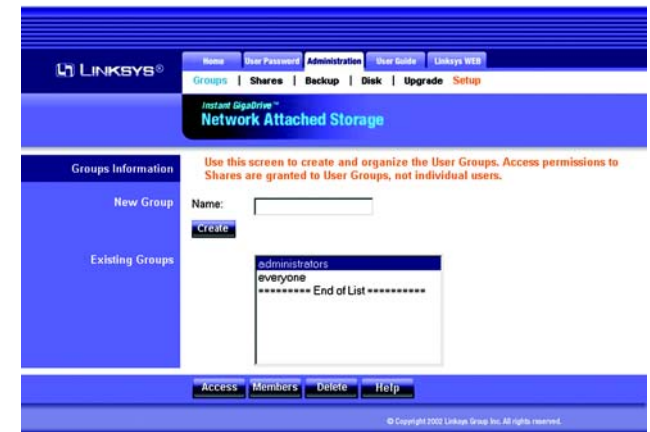 LINKSYS®
Home User Password Administration User Guide Linksys WEB
Groups | Shares | Backup | Disk | Upgrade Setup
Instant GigaDrive™
Network Attached Storage
Groups Information
Use this screen to create and organize the User Groups. Access permissions to
Shares are granted to User Groups, not individual users.
New Group
Name:
Create
Existing Groups
administrators
everyone
========= End of List ==========
Access Members Delete Help
© Copyright 2002 Linksys Group Inc. All rights reserved.